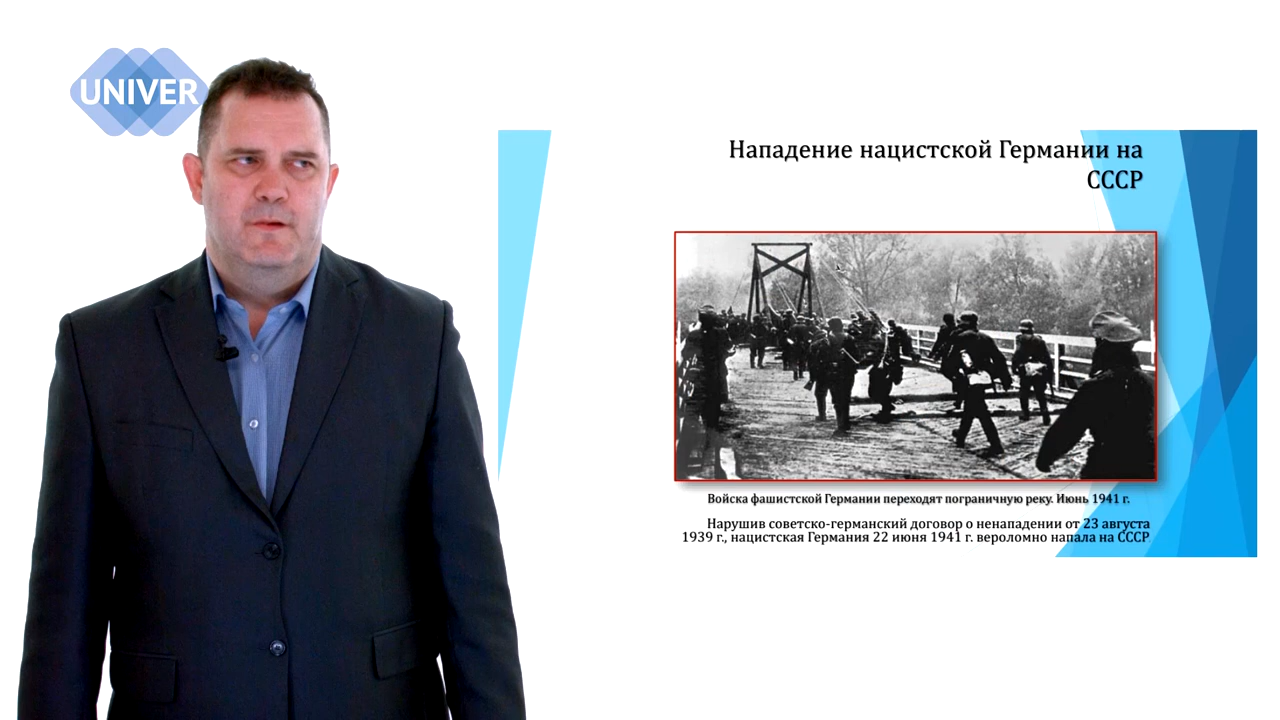 UNIVER
Нападение нацистской Германии на
СССР
Войска фашистской Германии переходят пограничную реку. Июнь 1941 г.
Нарушив советско-германский договор о ненападении от 23 августа
1939 г., нацистская Германия 22 июня 1941 г. вероломно напала на СССР